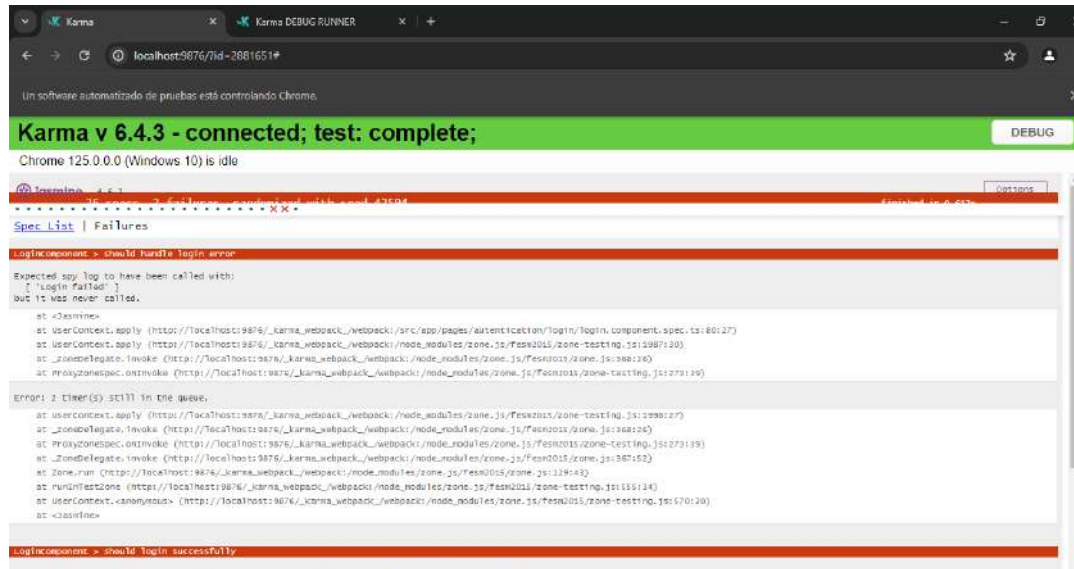 Karma
Karma DEBUG RUNNER
localhost:9876/?id=2881651#
Un software automatizado de pruebas está controlando Chrome.
Karma v 6.4.3 - connected; test: complete;
DEBUG
Chrome 125.0.0.0 (Windows 10) is idle
Jasmine
Options
26 specs, 2 failures, randomized with seed
finished in
Spec List | Failures
LoginComponent > should handle login error
Expected spy log to have been called with:
[ 'Login failed' ]
but it was never called.
at <Jasmine>
at UserContext.apply (http://localhost:9876/_karma_webpack_/webpack:/src/app/pages/autentication/login/login.component.spec.ts:80:27)
at UserContext.apply (http://localhost:9876/_karma_webpack_/webpack:/node_modules/zone.js/fesm2015/zone-testing.js:1987:30)
at _ZoneDelegate.invoke (http://localhost:9876/_karma_webpack_/webpack:/node_modules/zone.js/fesm2015/zone.js:368:26)
at ProxyZoneSpec.onInvoke (http://localhost:9876/_karma_webpack_/webpack:/node_modules/zone.js/fesm2015/zone-testing.js:273:39)
Error: 2 timer(s) still in the queue.
at UserContext.apply (http://localhost:9876/_karma_webpack_/webpack:/node_modules/zone.js/fesm2015/zone-testing.js:1998:27)
at _ZoneDelegate.invoke (http://localhost:9876/_karma_webpack_/webpack:/node_modules/zone.js/fesm2015/zone.js:368:26)
at ProxyZoneSpec.onInvoke (http://localhost:9876/_karma_webpack_/webpack:/node_modules/zone.js/fesm2015/zone-testing.js:273:39)
at _ZoneDelegate.invoke (http://localhost:9876/_karma_webpack_/webpack:/node_modules/zone.js/fesm2015/zone.js:367:52)
at Zone.run (http://localhost:9876/_karma_webpack_/webpack:/node_modules/zone.js/fesm2015/zone.js:129:43)
at runInTestZone (http://localhost:9876/_karma_webpack_/webpack:/node_modules/zone.js/fesm2015/zone-testing.js:555:34)
at UserContext.<anonymous> (http://localhost:9876/_karma_webpack_/webpack:/node_modules/zone.js/fesm2015/zone-testing.js:570:20)
at <Jasmine>
LoginComponent > should login successfully